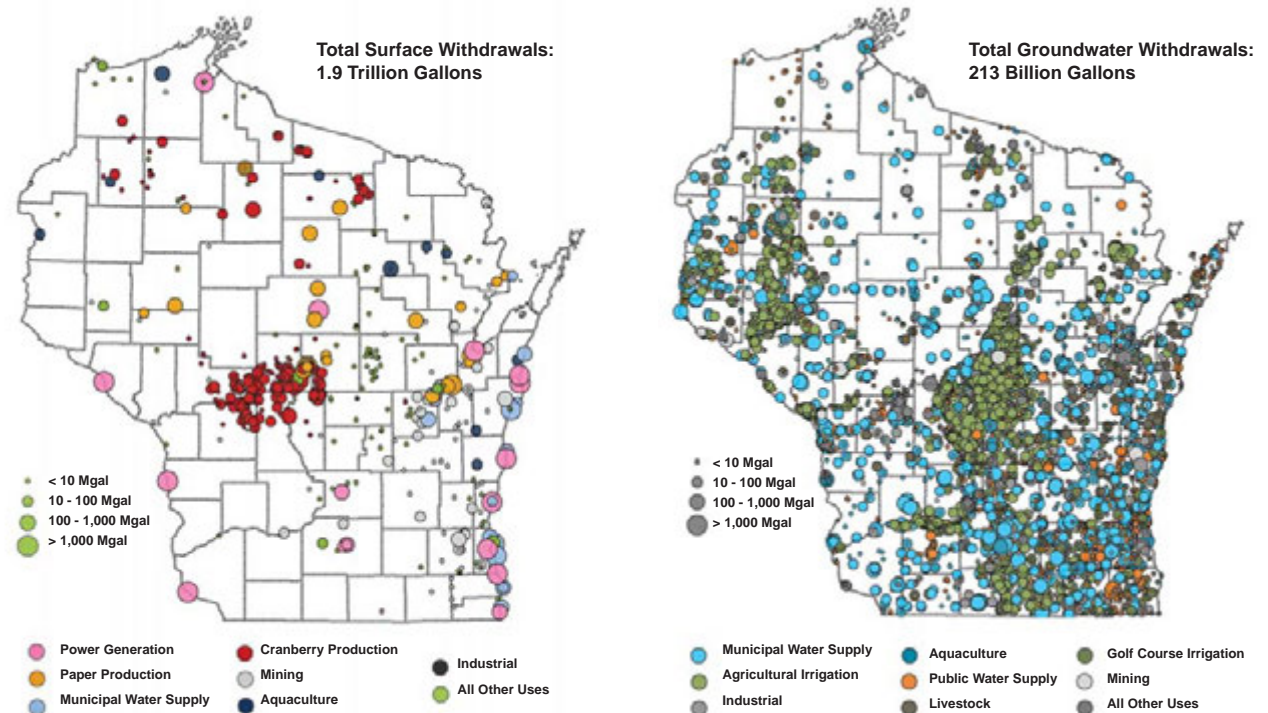 Total Surface Withdrawals:
1.9 Trillion Gallons
< 10 Mgal
10 - 100 Mgal
100 - 1,000 Mgal
> 1,000 Mgal
Power Generation
Paper Production
Municipal Water Supply
Cranberry Production
Mining
Aquaculture
Industrial
All Other Uses
Total Groundwater Withdrawals:
213 Billion Gallons
< 10 Mgal
10 - 100 Mgal
100 - 1,000 Mgal
> 1,000 Mgal
Municipal Water Supply
Agricultural Irrigation
Industrial
Aquaculture
Public Water Supply
Livestock
Golf Course Irrigation
Mining
All Other Uses